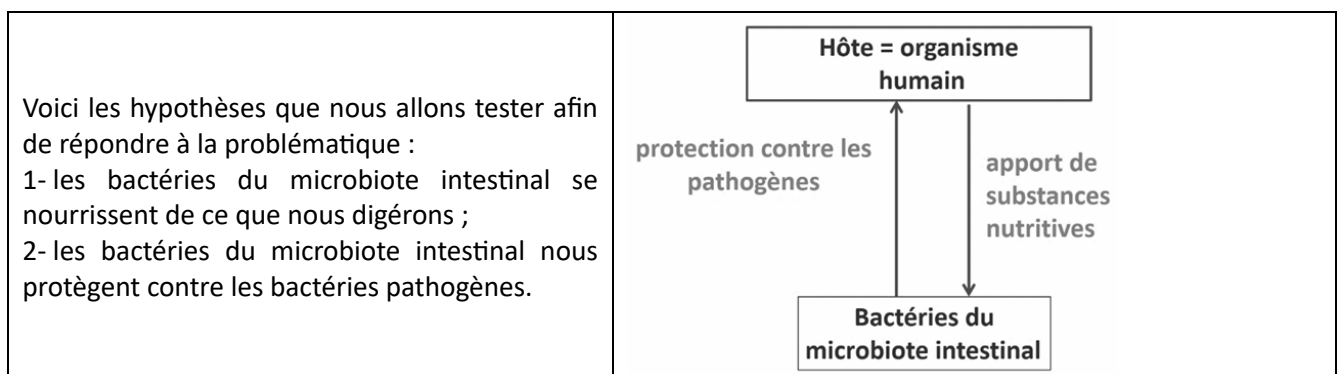 Voici les hypothèses que nous allons tester afin
de répondre à la problématique :
1- les bactéries du microbiote intestinal se
nourrissent de ce que nous digérons ;
2- les bactéries du microbiote intestinal nous
protègent contre les bactéries pathogènes.
Hôte = organisme
humain
protection contre les
pathogènes
apport de
substances
nutritives
Bactéries du
microbiote intestinal